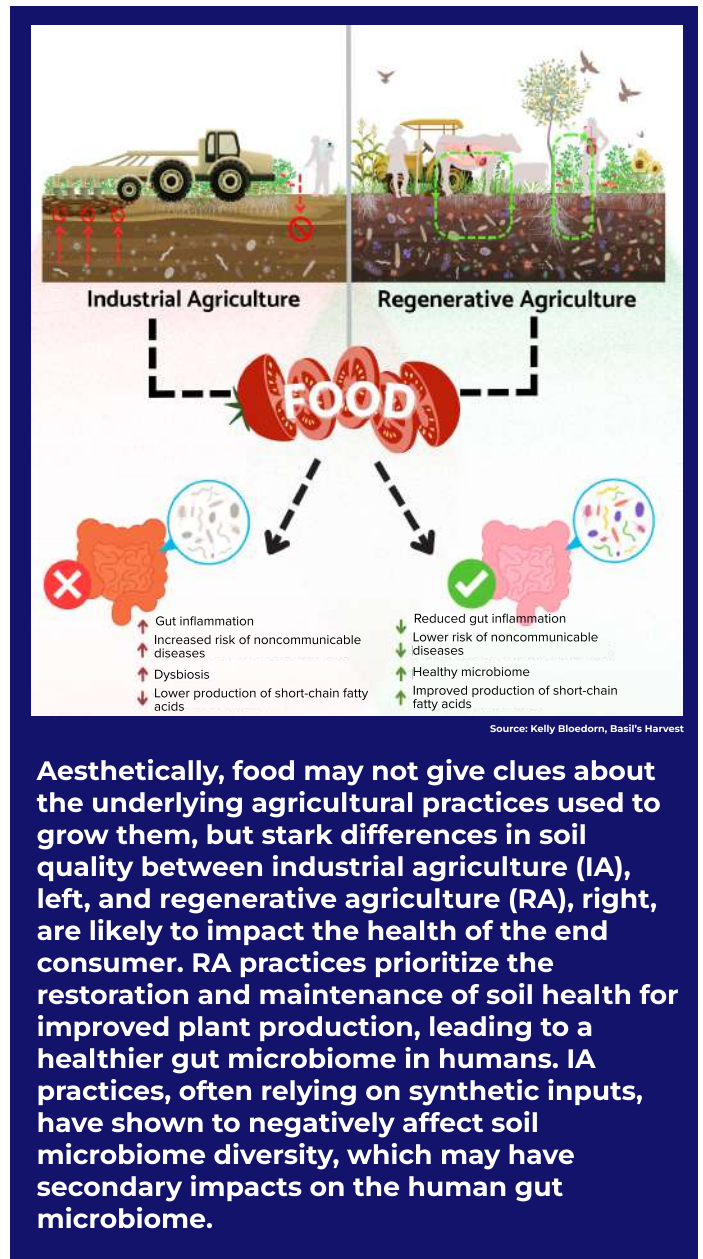 Industrial Agriculture
Regenerative Agriculture
FOOD
Gut inflammation
Increased risk of noncommunicable
diseases
Dysbiosis
Lower production of short-chain fatty
acids
Reduced gut inflammation
Lower risk of noncommunicable
diseases
Healthy microbiome
Improved production of short-chain
fatty acids
Source: Kelly Bloedorn, Basil's Harvest
Aesthetically, food may not give clues about
the underlying agricultural practices used to
grow them, but stark differences in soil
quality between industrial agriculture (IA),
left, and regenerative agriculture (RA), right,
are likely to impact the health of the end
consumer. RA practices prioritize the
restoration and maintenance of soil health for
improved plant production, leading to a
healthier gut microbiome in humans. IA
practices, often relying on synthetic inputs,
have shown to negatively affect soil
microbiome diversity, which may have
secondary impacts on the human gut
microbiome.